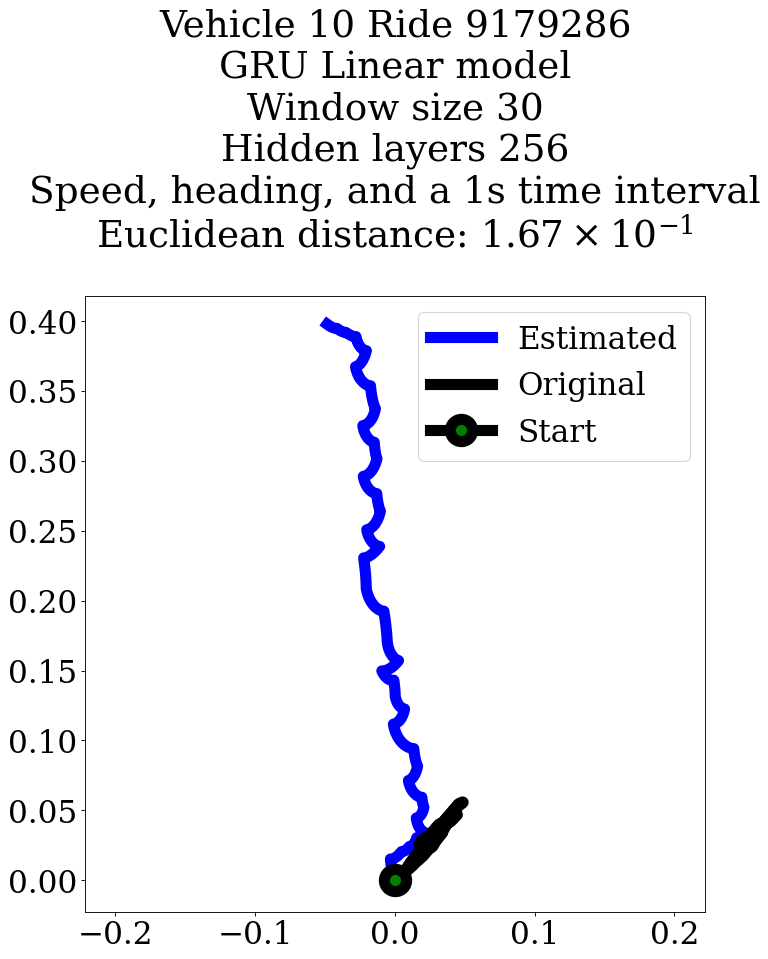 Vehicle 10 Ride 9179286
GRU Linear model
Window size 30
Hidden layers 256
Speed, heading, and a 1s time interval
Euclidean distance: 1.67 × 10⁻¹
Estimated
Original
Start
0.40
0.35
0.30
0.25
0.20
0.15
0.10
0.05
0.00
−0.2 −0.1 0.0 0.1 0.2